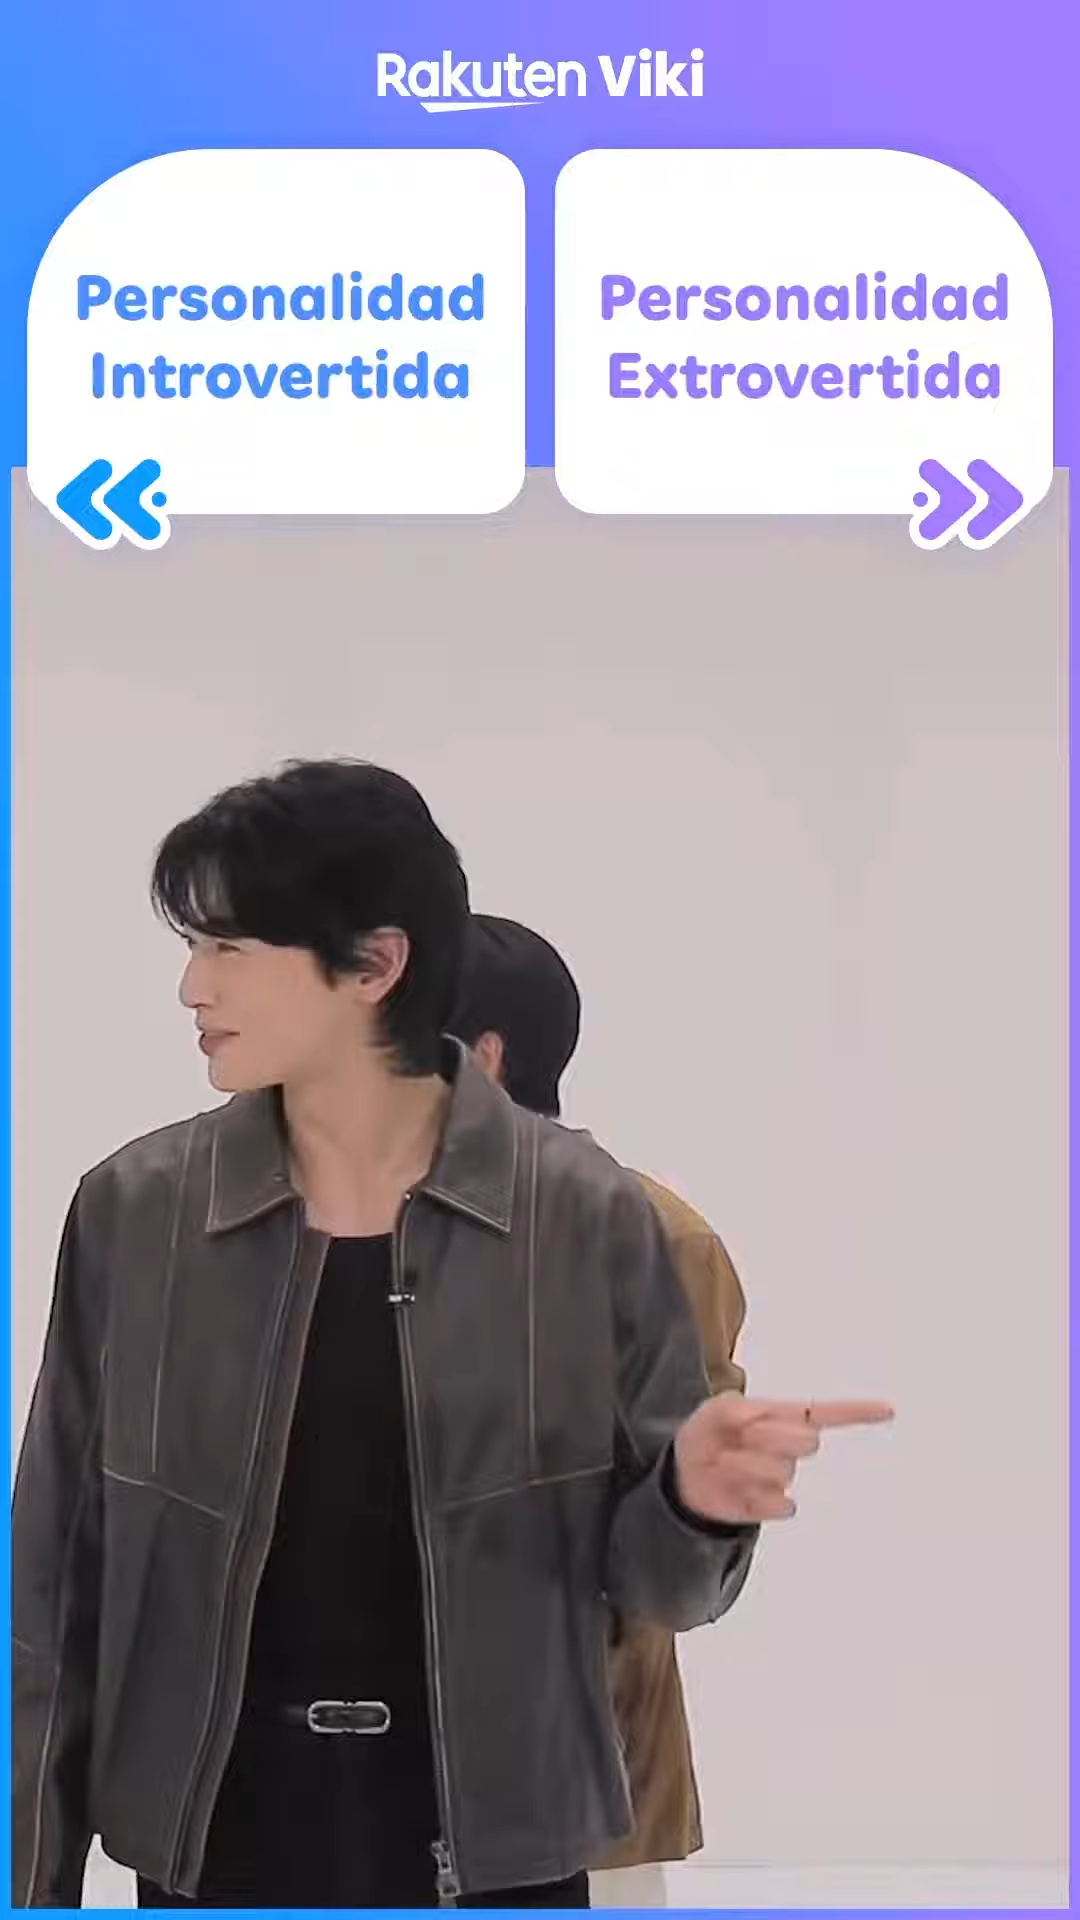 Rakuten Viki
Personalidad
Introvertida
Personalidad
Extrovertida